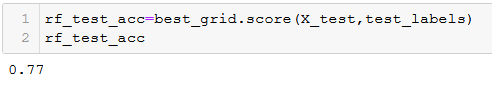 1 rf_test_acc=best_grid.score(X_test,test_labels)
2 rf_test_acc
0.77